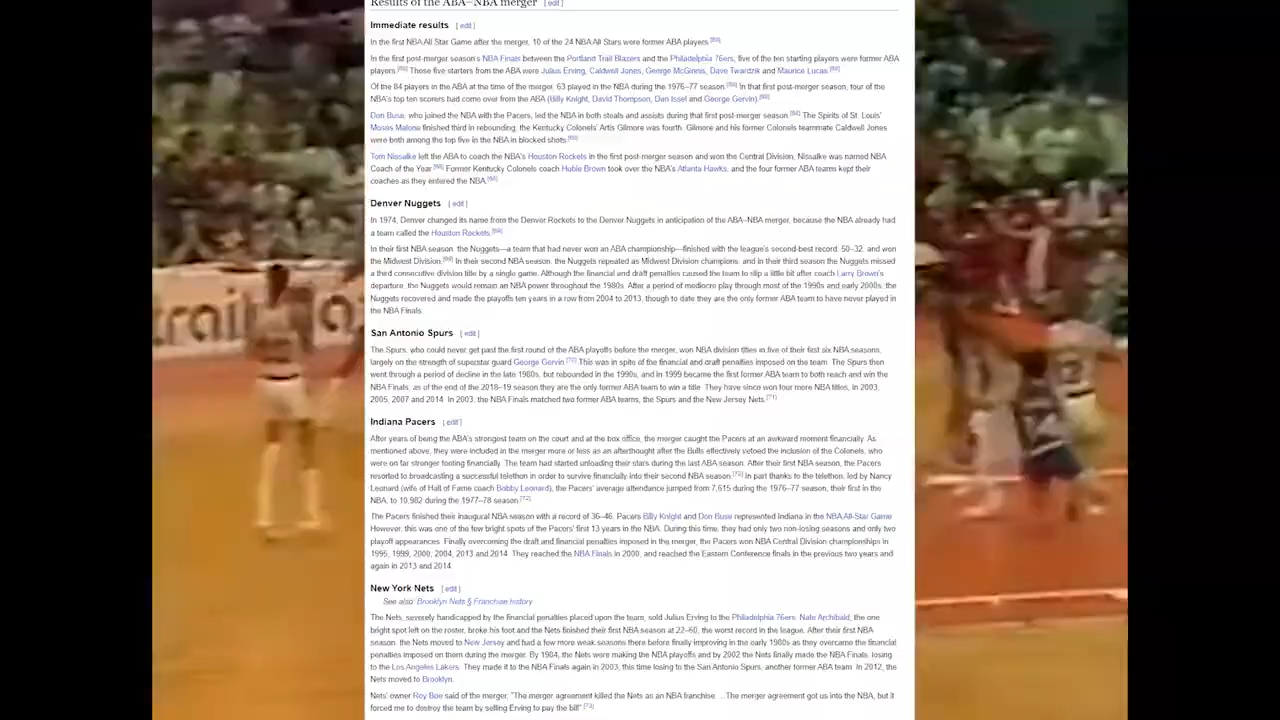 Results of the ABA–NBA merger [ edit ]
Immediate results [ edit ]
In the first NBA All Star Game after the merger, 10 of the 24 NBA All Stars were former ABA players.[69]
In the first post-merger season's NBA Finals between the Portland Trail Blazers and the Philadelphia 76ers, five of the ten starting players were former ABA
players. Those five starters from the ABA were Julius Erving, Caldwell Jones, George McGinnis, Dave Twardzik and Maurice Lucas.
Of the 84 players in the ABA at the time of the merger, 63 played in the NBA during the 1976–77 season. In that first post-merger season, four of the
NBA's top ten scorers had come over from the ABA (Billy Knight, David Thompson, Dan Issel and George Gervin).
Don Buse, who joined the NBA with the Pacers, led the NBA in both steals and assists during that first post-merger season. The Spirits of St. Louis'
Moses Malone finished third in rebounding; the Kentucky Colonels' Artis Gilmore was fourth. Gilmore and his former Colonels teammate Caldwell Jones
were both among the top five in the NBA in blocked shots.
Tom Nissalke left the ABA to coach the NBA's Houston Rockets in the first post-merger season and won the Central Division; Nissalke was named NBA
Coach of the Year. Former Kentucky Colonels coach Hubie Brown took over the NBA's Atlanta Hawks, and the four former ABA teams kept their
coaches as they entered the NBA.
Denver Nuggets [ edit ]
In 1974, Denver changed its name from the Denver Rockets to the Denver Nuggets in anticipation of the ABA–NBA merger, because the NBA already had
a team called the Houston Rockets.
In their first NBA season, the Nuggets—a team that had never won an ABA championship—finished with the league's second-best record, 50–32, and won
the Midwest Division. In their second NBA season, the Nuggets repeated as Midwest Division champions, and in their third season the Nuggets missed
a third consecutive division title by a single game. Although the financial and draft penalties caused the team to slip a little bit after coach Larry Brown's
departure, the Nuggets would remain an NBA power throughout the 1980s. After a period of mediocre play through most of the 1990s and early 2000s, the
Nuggets recovered and made the playoffs ten years in a row from 2004 to 2013, though to date they are the only former ABA team to have never played in
the NBA Finals.
San Antonio Spurs [ edit ]
The Spurs, who could never get past the first round of the ABA playoffs before the merger, won NBA division titles in five of their first six NBA seasons,
largely on the strength of superstar guard George Gervin.[70] This was in spite of the financial and draft penalties imposed on the team. The Spurs then
went through a period of decline in the late 1980s, but rebounded in the 1990s, and in 1999 became the first former ABA team to both reach and win the
NBA Finals; as of the end of the 2018–19 season they are the only former ABA team to win a title. They have since won four more NBA titles, in 2003,
2005, 2007 and 2014. In 2003, the NBA Finals matched two former ABA teams, the Spurs and the New Jersey Nets.[71]
Indiana Pacers [ edit ]
After years of being the ABA's strongest team on the court and at the box office, the merger caught the Pacers at an awkward moment financially. As
mentioned above, they were included in the merger more or less as an afterthought after the Bulls effectively vetoed the inclusion of the Colonels, who
were on far stronger footing financially. The team had started unloading their stars during the last ABA season. After their first NBA season, the Pacers
resorted to broadcasting a successful telethon in order to survive financially into their second NBA season.[72] In part thanks to the telethon, led by Nancy
Leonard (wife of Hall of Fame coach Bobby Leonard), the Pacers' average attendance jumped from 7,615 during the 1976–77 season, their first in the
NBA, to 10,982 during the 1977–78 season.[72]
The Pacers finished their inaugural NBA season with a record of 36–46. Pacers Billy Knight and Don Buse represented Indiana in the NBA All-Star Game.
However, this was one of the few bright spots of the Pacers' first 13 years in the NBA. During this time, they had only two non-losing seasons and only two
playoff appearances. Finally overcoming the draft and financial penalties imposed in the merger, the Pacers won NBA Central Division championships in
1995, 1999, 2000, 2004, 2013 and 2014. They reached the NBA Finals in 2000, and reached the Eastern Conference finals in the previous two years and
again in 2013 and 2014.
New York Nets [ edit ]
See also: Brooklyn Nets § Franchise history
The Nets, severely handicapped by the financial penalties placed upon the team, sold Julius Erving to the Philadelphia 76ers. Nate Archibald, the one
bright spot left on the roster, broke his foot and the Nets finished their first NBA season at 22–60, the worst record in the league. After their first NBA
season, the Nets moved to New Jersey and had a few more weak seasons there before finally improving in the early 1980s as they overcame the financial
penalties imposed on them during the merger. By 1984, the Nets were making the NBA playoffs and by 2002 the Nets finally made the NBA Finals, losing
to the Los Angeles Lakers. They made it to the NBA Finals again in 2003, this time losing to the San Antonio Spurs, another former ABA team. In 2012, the
Nets moved to Brooklyn.
Nets' owner Roy Boe said of the merger, "The merger agreement killed the Nets as an NBA franchise. ...The merger agreement got us into the NBA, but it
forced me to destroy the team by selling Erving to pay the bill"[73]